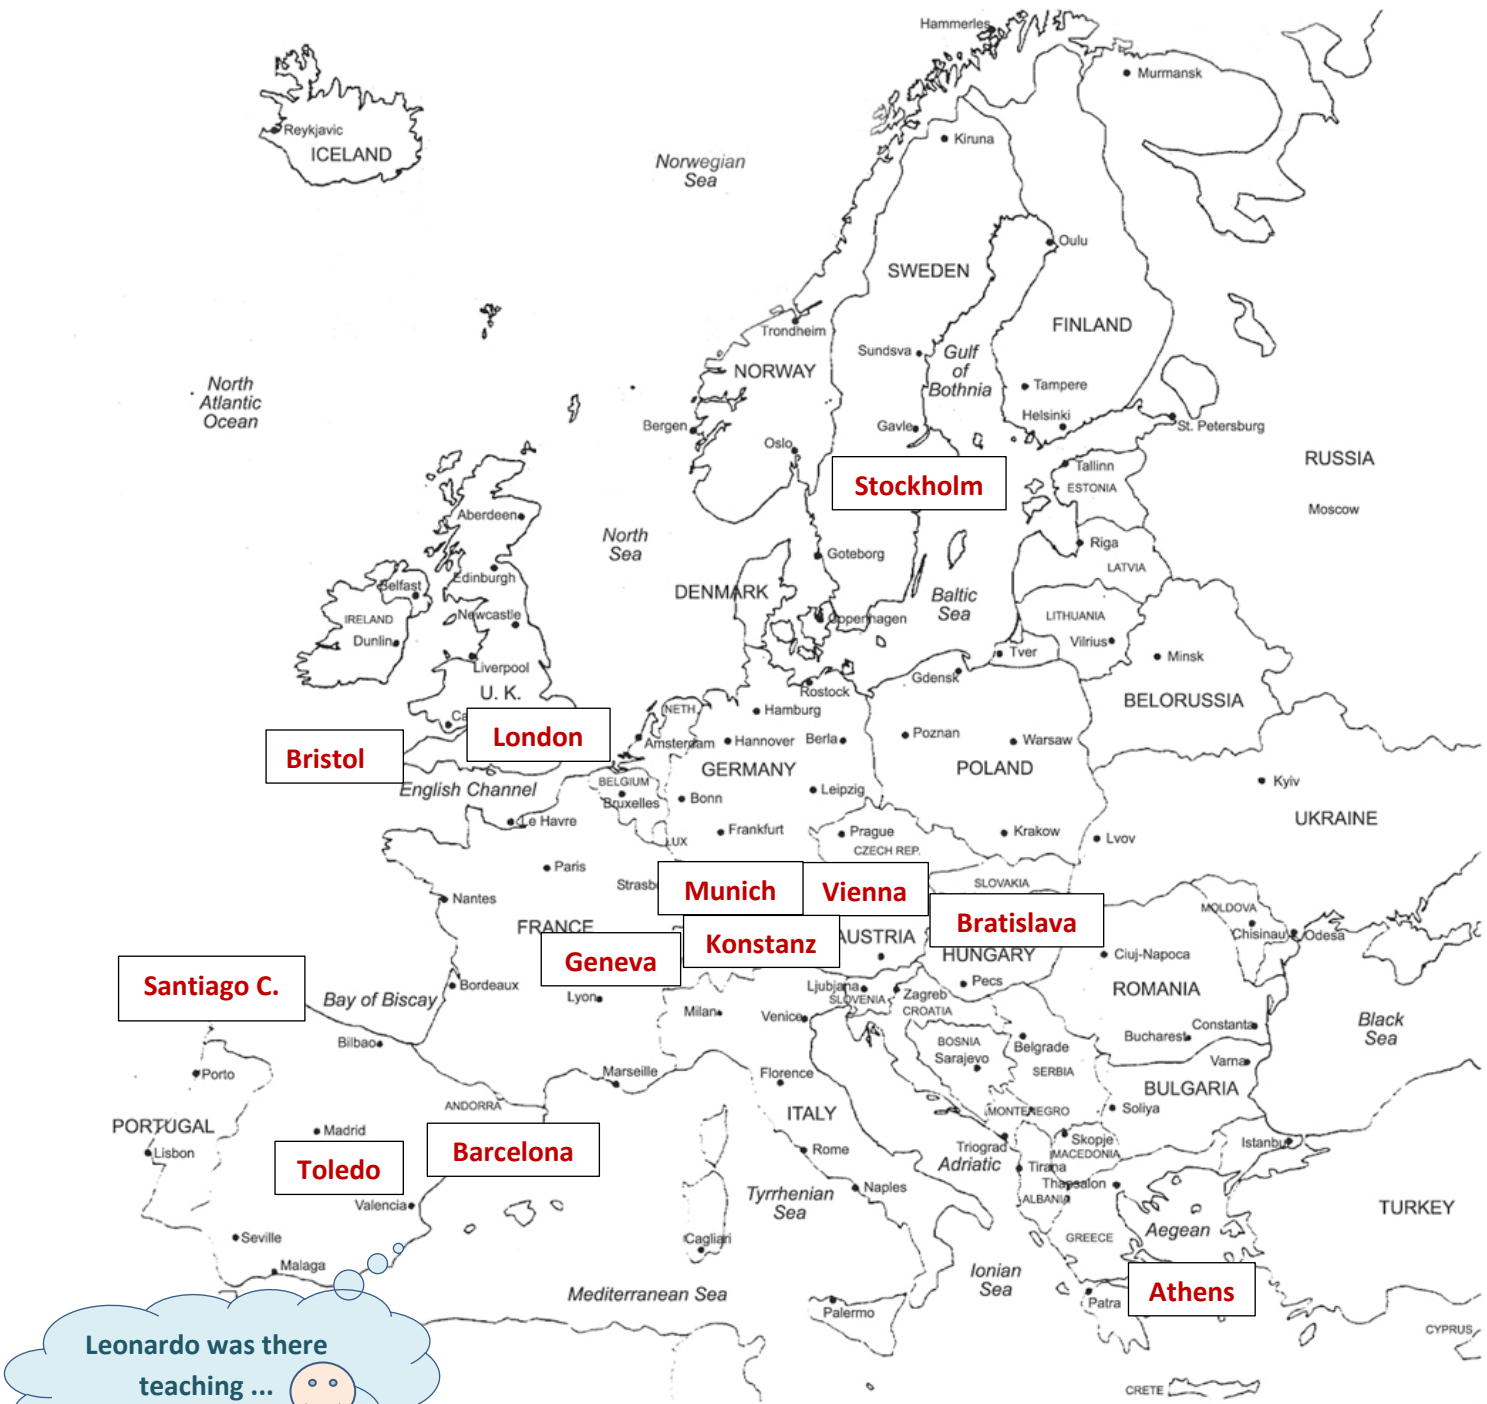 Hammerles
Murmansk
Reykjavic
ICELAND
Kiruna
Norwegian
Sea
Oulu
SWEDEN
FINLAND
Trondheim
Sundsva
Gulf
of
Bothnia
NORWAY
North
Atlantic
Ocean
Tampere
Helsinki
Bergen
Gavle
St. Petersburg
Oslo
RUSSIA
Tallinn
ESTONIA
Stockholm
Moscow
Aberdeen
North
Sea
Riga
LATVIA
Goteborg
Edinburgh
Belfast
DENMARK
Baltic
Sea
IRELAND
Newcastle
Copenhagen
LITHUANIA
Dunlin
Vilrius
Tver
Minsk
Liverpool
U. K.
Gdensk
Rostock
BELORUSSIA
NETH.
Hamburg
Ca
London
Bristol
Amsterdam
Hannover
Berla
Poznan
Warsaw
GERMANY
POLAND
BELGIUM
Bruxelles
English Channel
Bonn
Leipzig
Kyiv
UKRAINE
Le Havre
LUX
Frankfurt
Prague
CZECH REP.
Krakow
Lvov
Paris
Strasb
Munich
Vienna
SLOVAKIA
Nantes
FRANCE
Konstanz
AUSTRIA
Bratislava
HUNGARY
MOLDOVA
Chisinau
Odesa
Geneva
Ciuj-Napoca
Santiago C.
Bay of Biscay
Bordeaux
Lyon
Ljubjana
SLOVENIA
Zagreb
CROATIA
Pecs
ROMANIA
Milan
Venice
Bucharest
Constanta
Black
Sea
Bilbao
BOSNIA
Sarajevo
Belgrade
SERBIA
Varna
Porto
Marseille
Florence
BULGARIA
ANDORRA
ITALY
MONTENEGRO
Soliya
PORTUGAL
Madrid
Lisbon
Barcelona
Toledo
Rome
Triograd
Adriatic
Skopje
MACEDONIA
Istanbul
Tirana
ALBANIA
Thapsalon
Valencia
Tyrrhenian
Sea
Naples
TURKEY
Seville
Cagliari
GREECE
Aegean
Malaga
Mediterranean Sea
Ionian
Sea
Athens
Palermo
Patra
CYPRUS
Leonardo was there
teaching ...
CRETE